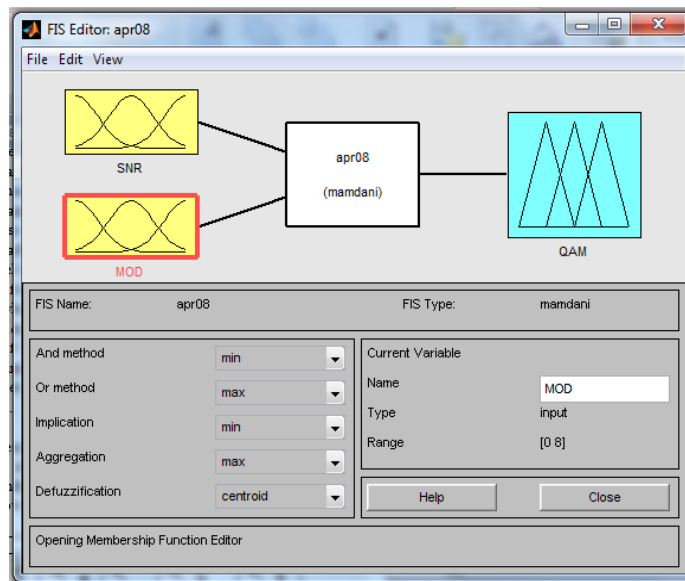 FIS Editor: apr08
File Edit View
SNR
MOD
apr08
(mamdani)
QAM
FIS Name: apr08 FIS Type: mamdani
And method min
Or method max
Implication min
Aggregation max
Defuzzification centroid
Current Variable
Name MOD
Type input
Range [0 8]
Help Close
Opening Membership Function Editor